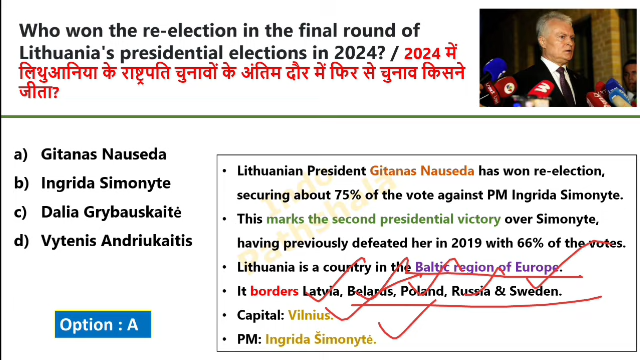 Who won the re-election in the final round of
Lithuania's presidential elections in 2024? / 2024 में
लिथुआनिया के राष्ट्रपति चुनावों के अंतिम दौर में फिर से चुनाव किसने
जीता?
a) Gitanas Nauseda
b) Ingrida Simonyte
c) Dalia Grybauskaitė
d) Vytenis Andriukaitis
Option : A
• Lithuanian President Gitanas Nauseda has won re-election,
securing about 75% of the vote against PM Ingrida Simonyte.
• This marks the second presidential victory over Simonyte,
having previously defeated her in 2019 with 66% of the votes.
• Lithuania is a country in the Baltic region of Europe.
• It borders Latvia, Belarus, Poland, Russia & Sweden.
• Capital: Vilnius.
• PM: Ingrida Šimonytė.
Indo
Pathshala